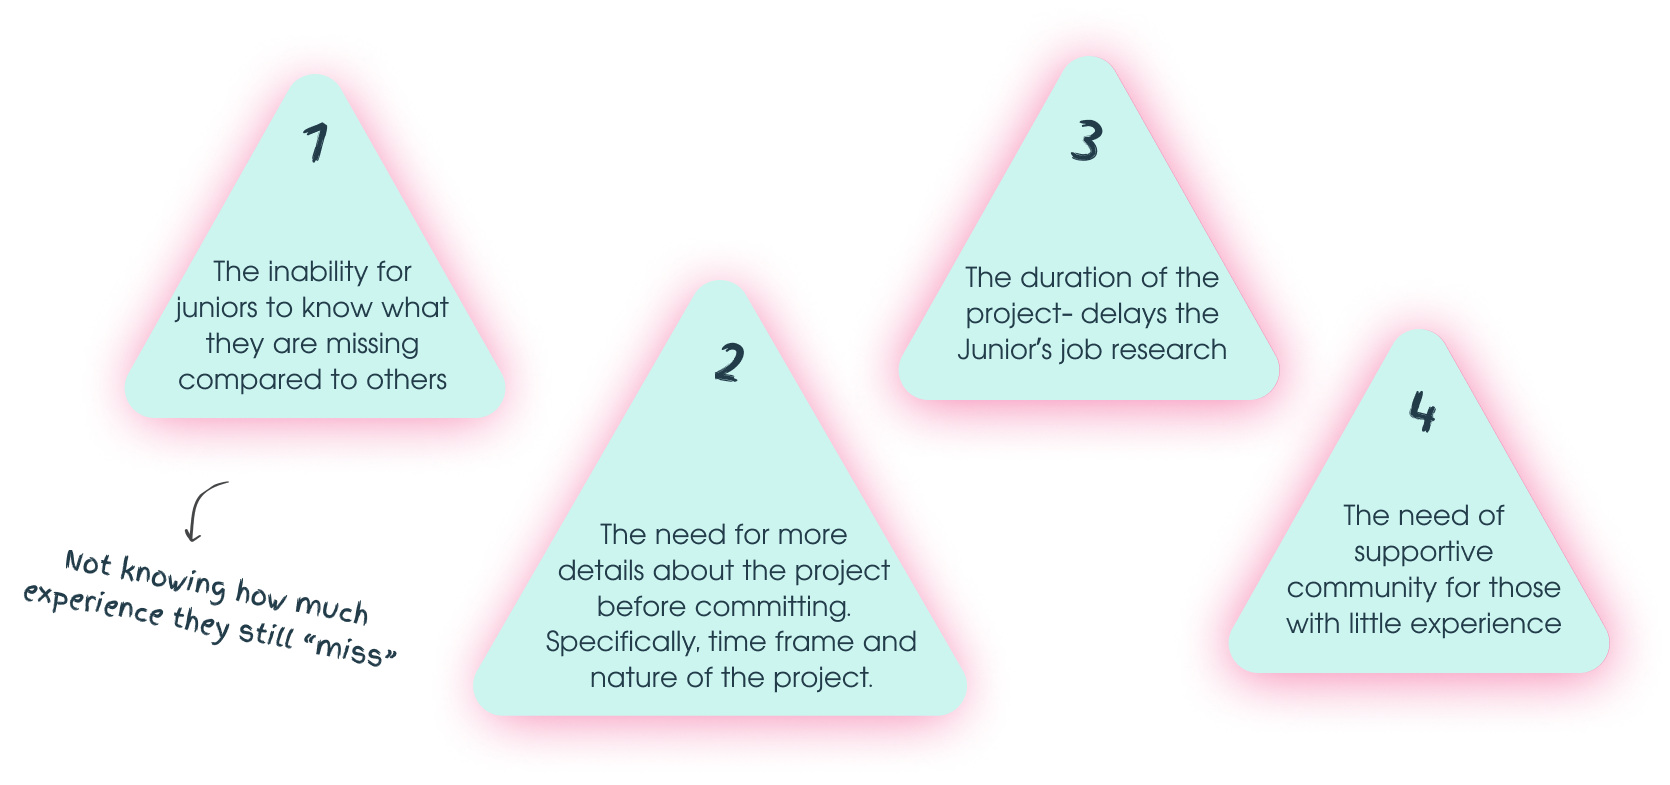 1
The inability for
juniors to know what
they are missing
compared to others
Not knowing how much
experience they still “miss”
2
The need for more
details about the project
before committing.
Specifically, time frame and
nature of the project.
3
The duration of the
project- delays the
Junior’s job research
4
The need of
supportive
community for those
with little experience